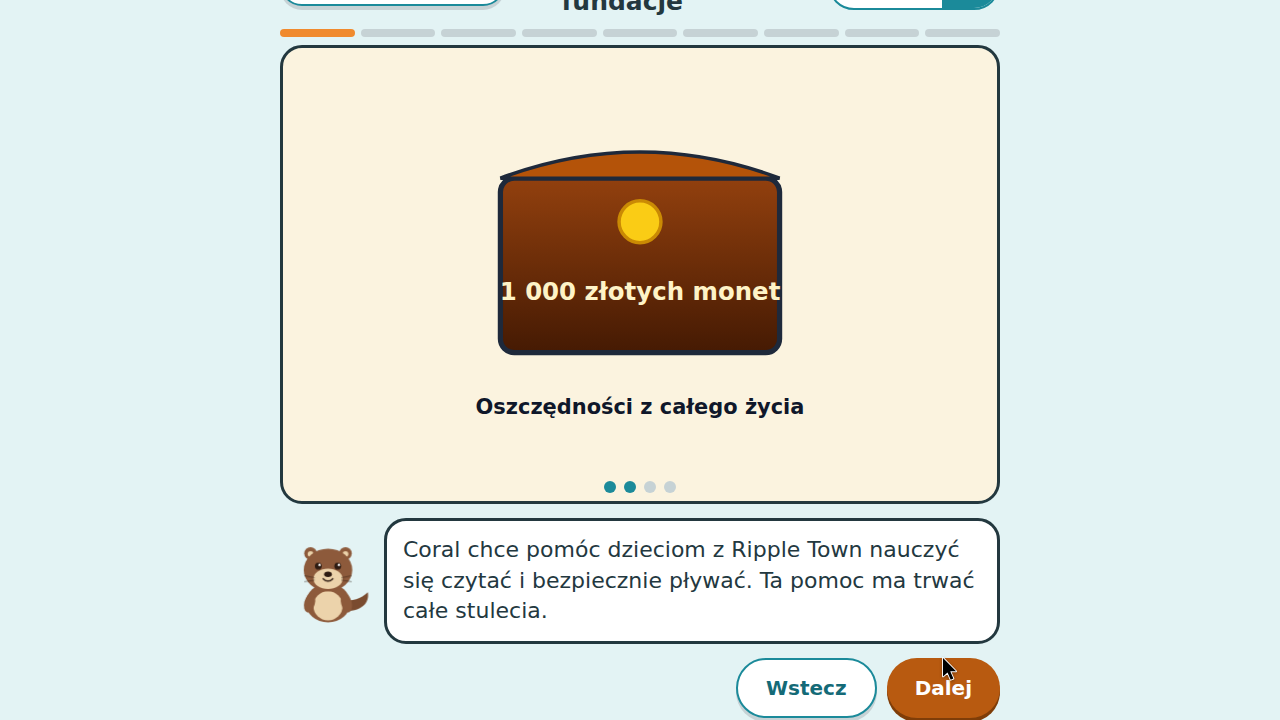 fundacje
1 000 złotych monet
Oszczędności z całego życia
Coral chce pomóc dzieciom z Ripple Town nauczyć
się czytać i bezpiecznie pływać. Ta pomoc ma trwać
całe stulecia.
Wstecz
Dalej